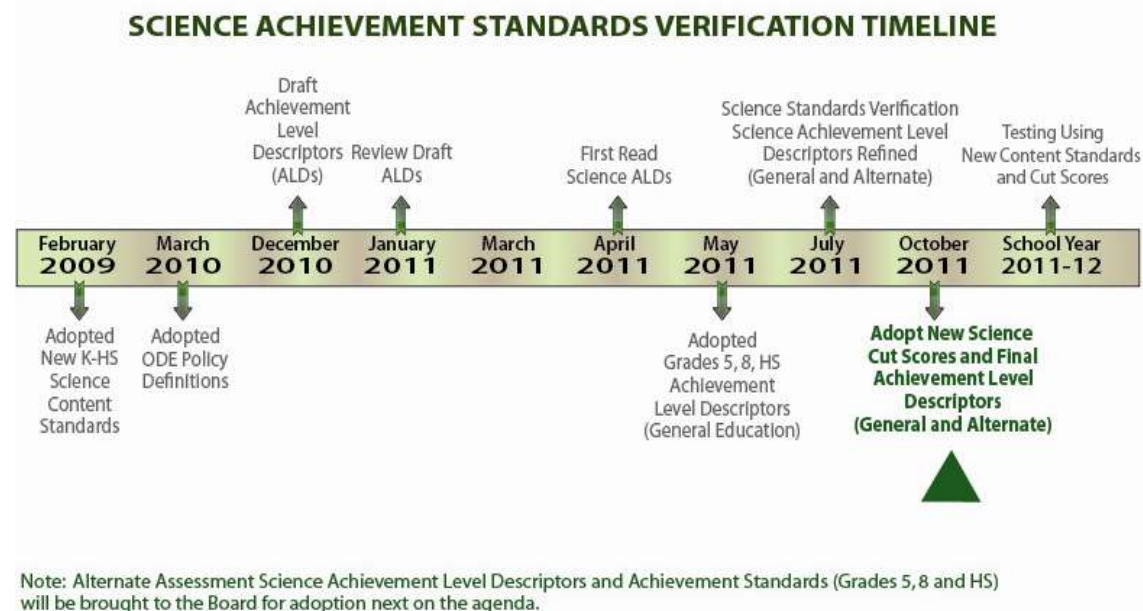 SCIENCE ACHIEVEMENT STANDARDS VERIFICATION TIMELINE
Draft
Achievement
Level
Descriptors
(ALDs)
Review Draft
ALDs
First Read
Science ALDs
Science Standards Verification
Science Achievement Level
Descriptors Refined
(General and Alternate)
Testing Using
New Content Standards
and Cut Scores
February
2009
March
2010
December
2010
January
2011
March
2011
April
2011
May
2011
July
2011
October
2011
School Year
2011-12
Adopted
New K-HS
Science
Content
Standards
Adopted
ODE Policy
Definitions
Adopted
Grades 5, 8, HS
Achievement
Level Descriptors
(General Education)
Adopt New Science
Cut Scores and Final
Achievement Level
Descriptors
(General and Alternate)
Note: Alternate Assessment Science Achievement Level Descriptors and Achievement Standards (Grades 5, 8 and HS)
will be brought to the Board for adoption next on the agenda.